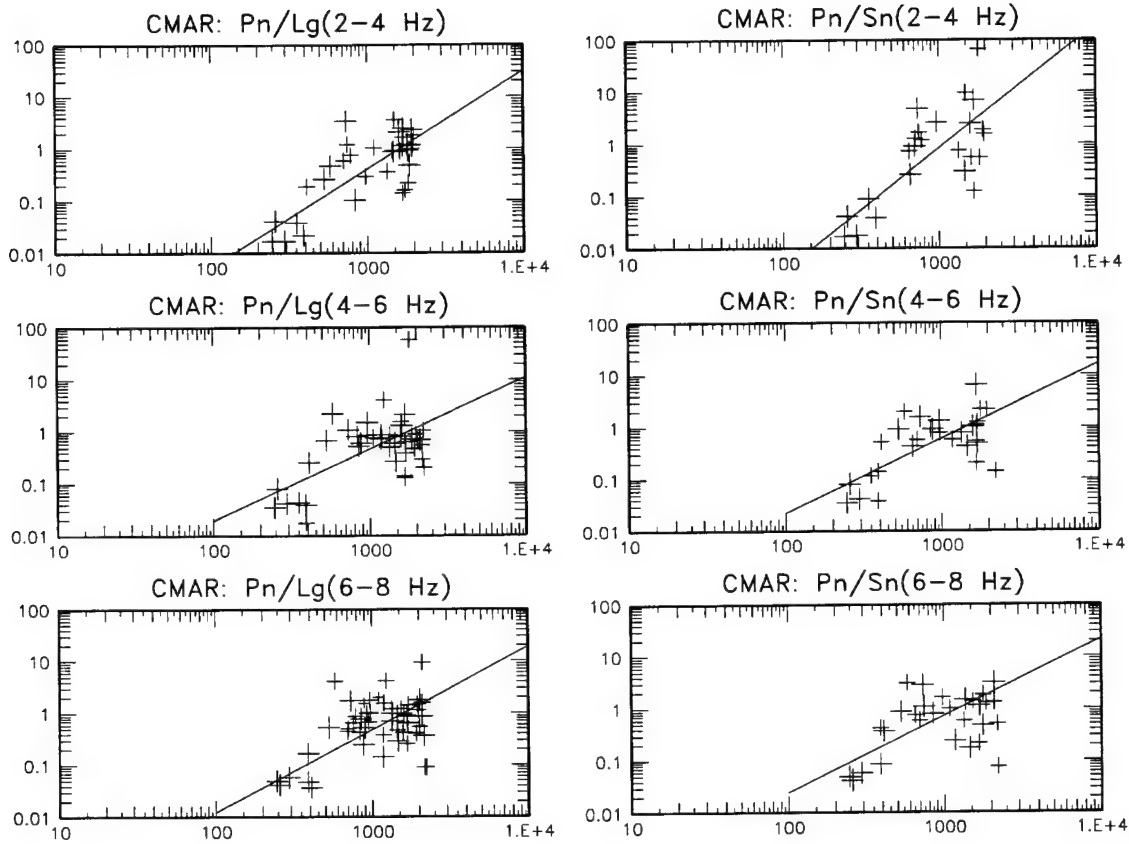 CMAR: Pn/Lg(2-4 Hz)
100
10
1
0.1
0.01
10 100 1000 1.E+4
CMAR: Pn/Sn(2-4 Hz)
100
10
1
0.1
0.01
10 100 1000 1.E+4
CMAR: Pn/Lg(4-6 Hz)
100
10
1
0.1
0.01
10 100 1000 1.E+4
CMAR: Pn/Sn(4-6 Hz)
100
10
1
0.1
0.01
10 100 1000 1.E+4
CMAR: Pn/Lg(6-8 Hz)
100
10
1
0.1
0.01
10 100 1000 1.E+4
CMAR: Pn/Sn(6-8 Hz)
100
10
1
0.1
0.01
10 100 1000 1.E+4